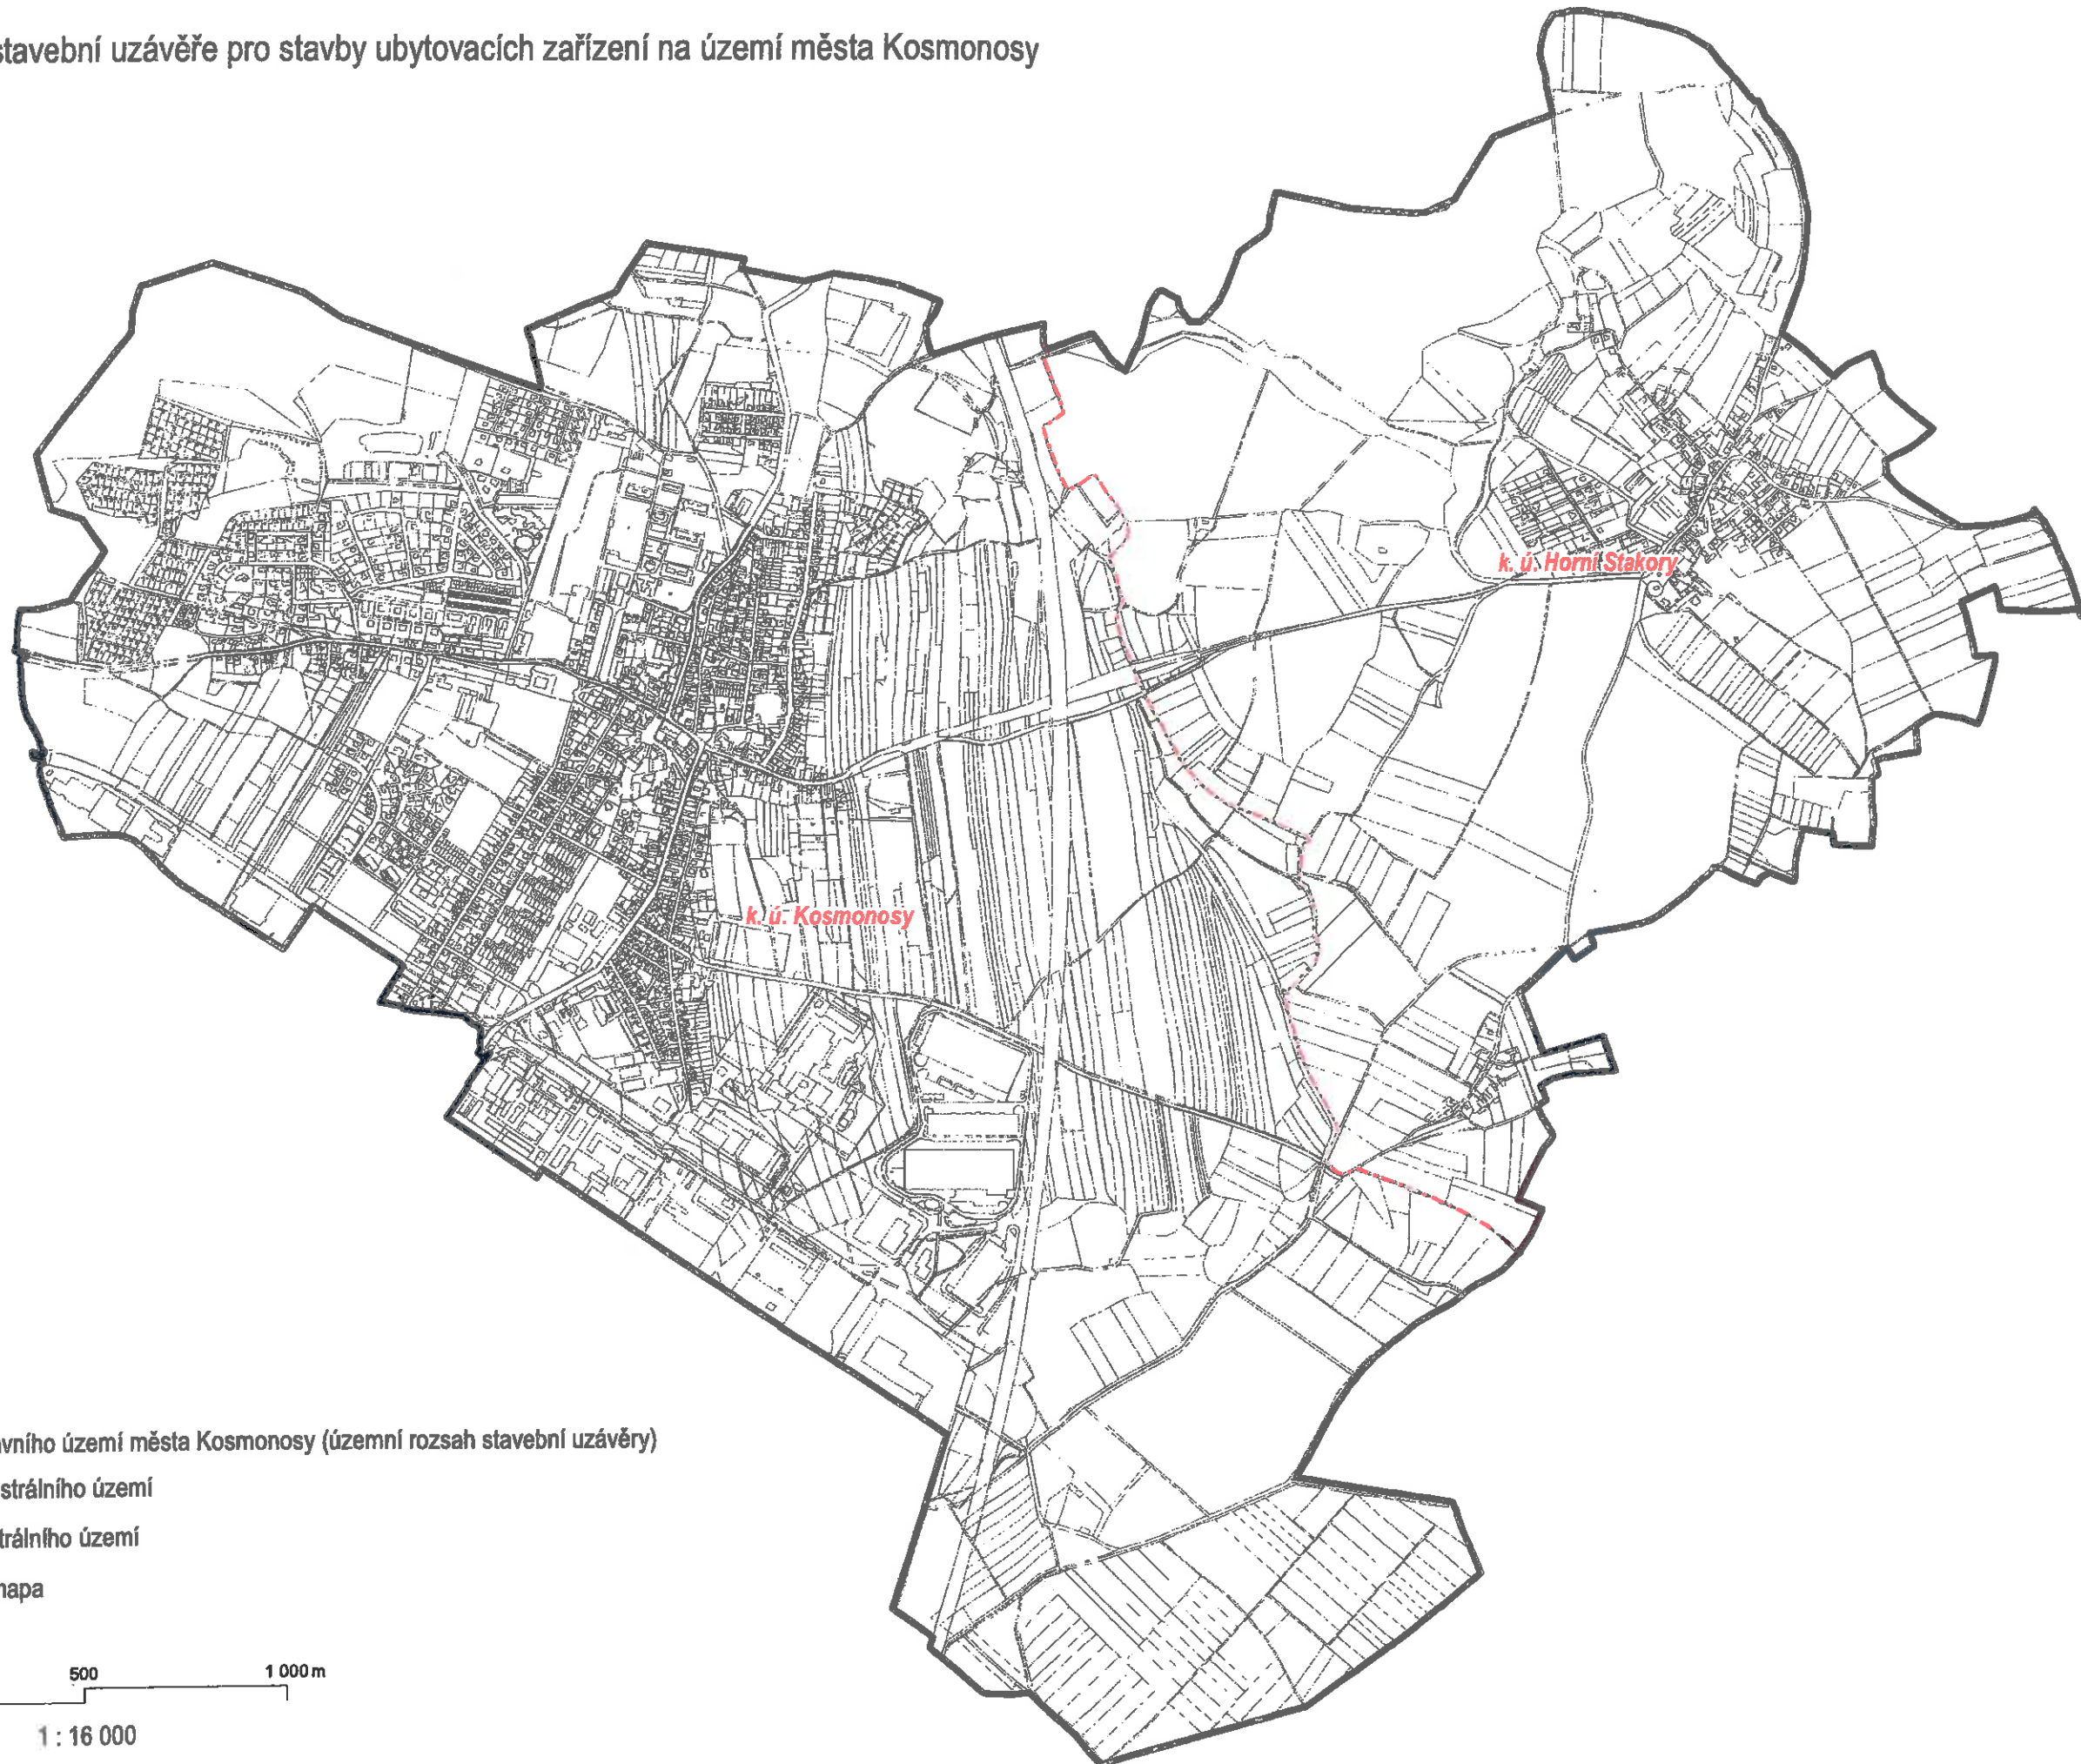 stavební uzávěře pro stavby ubytovacích zařízení na území města Kosmonosy
k. ú. Horní Stakory
k. ú. Kosmonosy
vního území města Kosmonosy (územní rozsah stavební uzávěry)
strálního území
trálního území
mapa
500 1 000 m
1 : 16 000